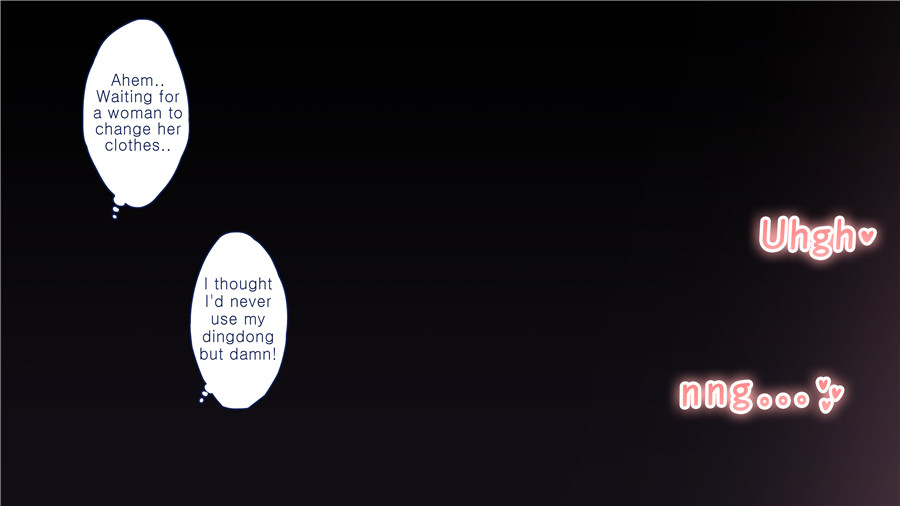 Ahem..
Waiting for
a woman to
change her
clothes..
I thought
I'd never
use my
dingdong
but damn!
Uhgh♥
nng...♥♥♥